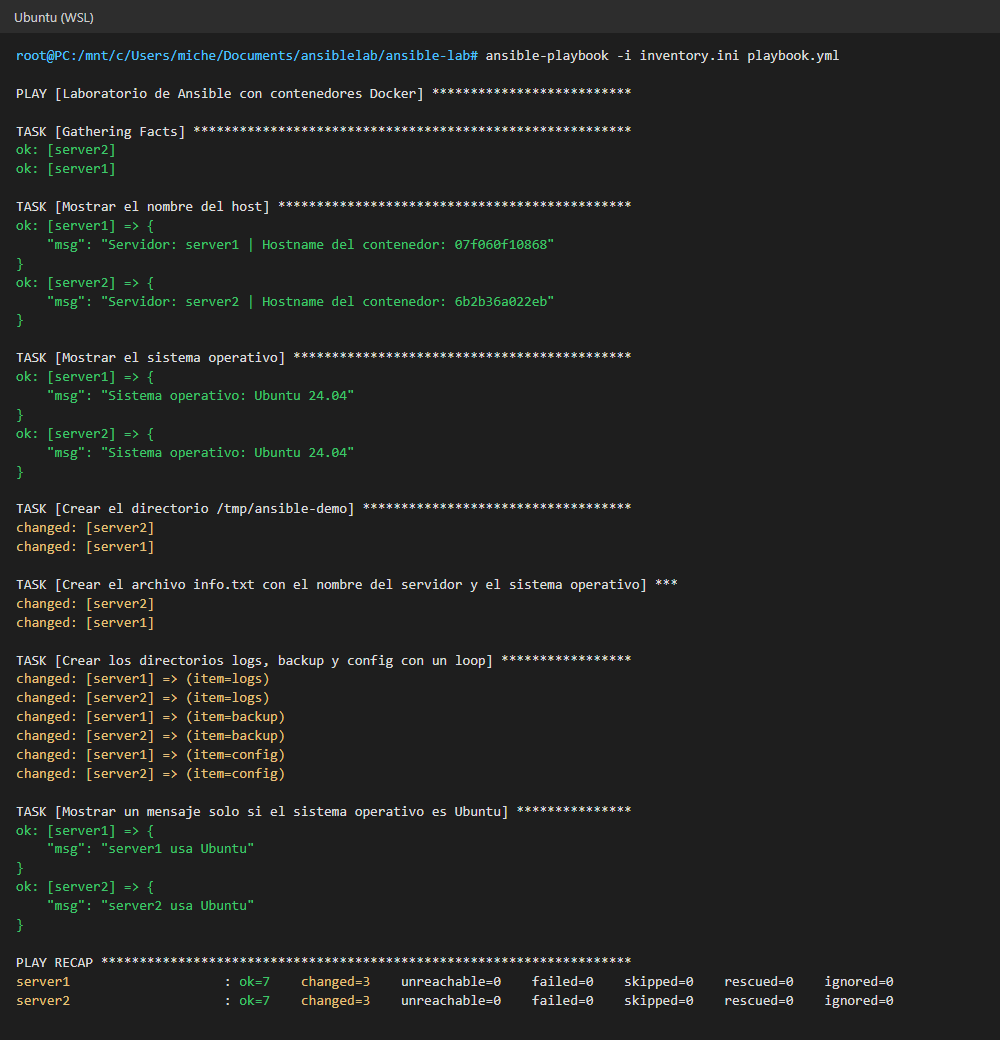 Ubuntu (WSL)
root@PC:/mnt/c/Users/miche/Documents/ansiblelab/ansible-lab# ansible-playbook -i inventory.ini playbook.yml
PLAY [Laboratorio de Ansible con contenedores Docker] **************************
TASK [Gathering Facts] *********************************************************
ok: [server2]
ok: [server1]
TASK [Mostrar el nombre del host] **********************************************
ok: [server1] => {
    "msg": "Servidor: server1 | Hostname del contenedor: 07f060f10868"
}
ok: [server2] => {
    "msg": "Servidor: server2 | Hostname del contenedor: 6b2b36a022eb"
}
TASK [Mostrar el sistema operativo] ********************************************
ok: [server1] => {
    "msg": "Sistema operativo: Ubuntu 24.04"
}
ok: [server2] => {
    "msg": "Sistema operativo: Ubuntu 24.04"
}
TASK [Crear el directorio /tmp/ansible-demo] ***********************************
changed: [server2]
changed: [server1]
TASK [Crear el archivo info.txt con el nombre del servidor y el sistema operativo] ***
changed: [server2]
changed: [server1]
TASK [Crear los directorios logs, backup y config con un loop] *****************
changed: [server1] => (item=logs)
changed: [server2] => (item=logs)
changed: [server1] => (item=backup)
changed: [server2] => (item=backup)
changed: [server1] => (item=config)
changed: [server2] => (item=config)
TASK [Mostrar un mensaje solo si el sistema operativo es Ubuntu] ***************
ok: [server1] => {
    "msg": "server1 usa Ubuntu"
}
ok: [server2] => {
    "msg": "server2 usa Ubuntu"
}
PLAY RECAP *********************************************************************
server1                    : ok=7    changed=3    unreachable=0    failed=0    skipped=0    rescued=0    ignored=0
server2                    : ok=7    changed=3    unreachable=0    failed=0    skipped=0    rescued=0    ignored=0